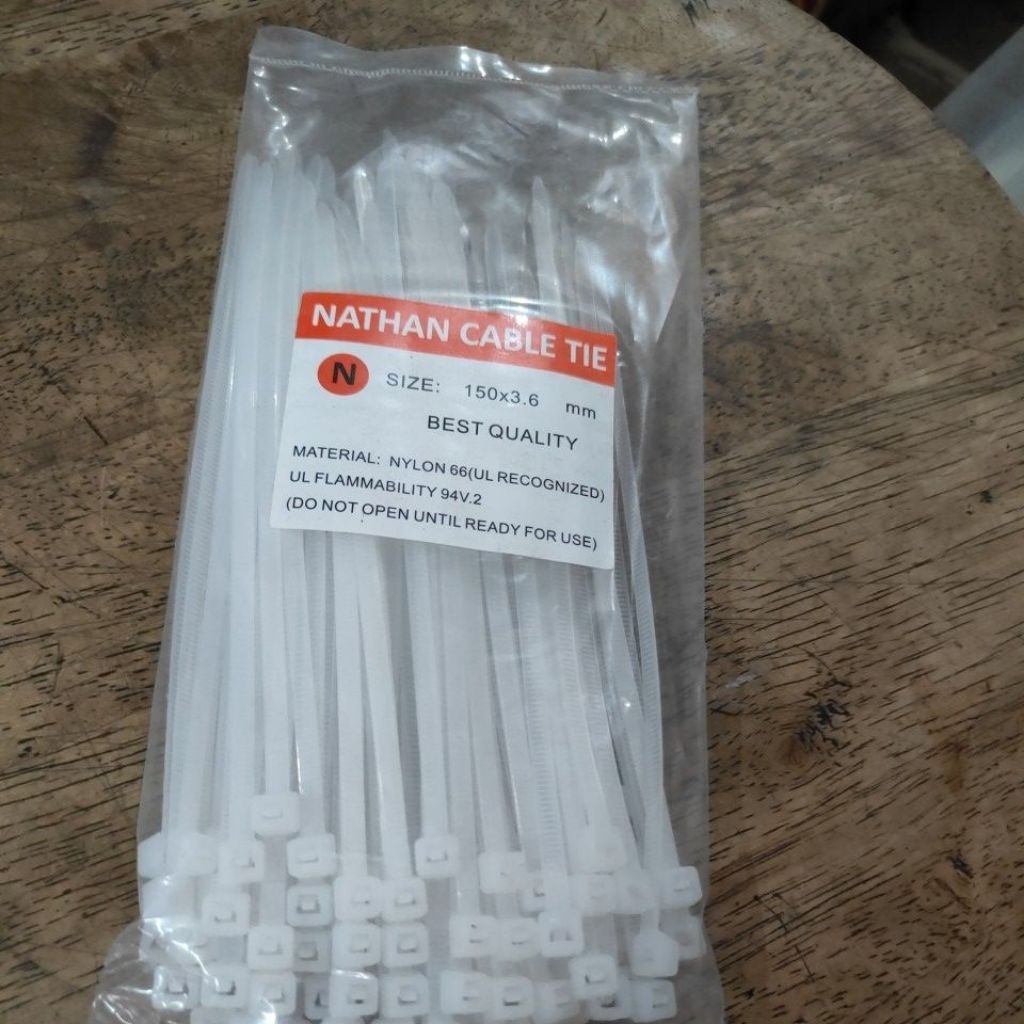 NATHAN CABLE TIE
N SIZE: 150x3.6 mm
BEST QUALITY
MATERIAL: NYLON 66(UL RECOGNIZED)
UL FLAMMABILITY 94V.2
(DO NOT OPEN UNTIL READY FOR USE)